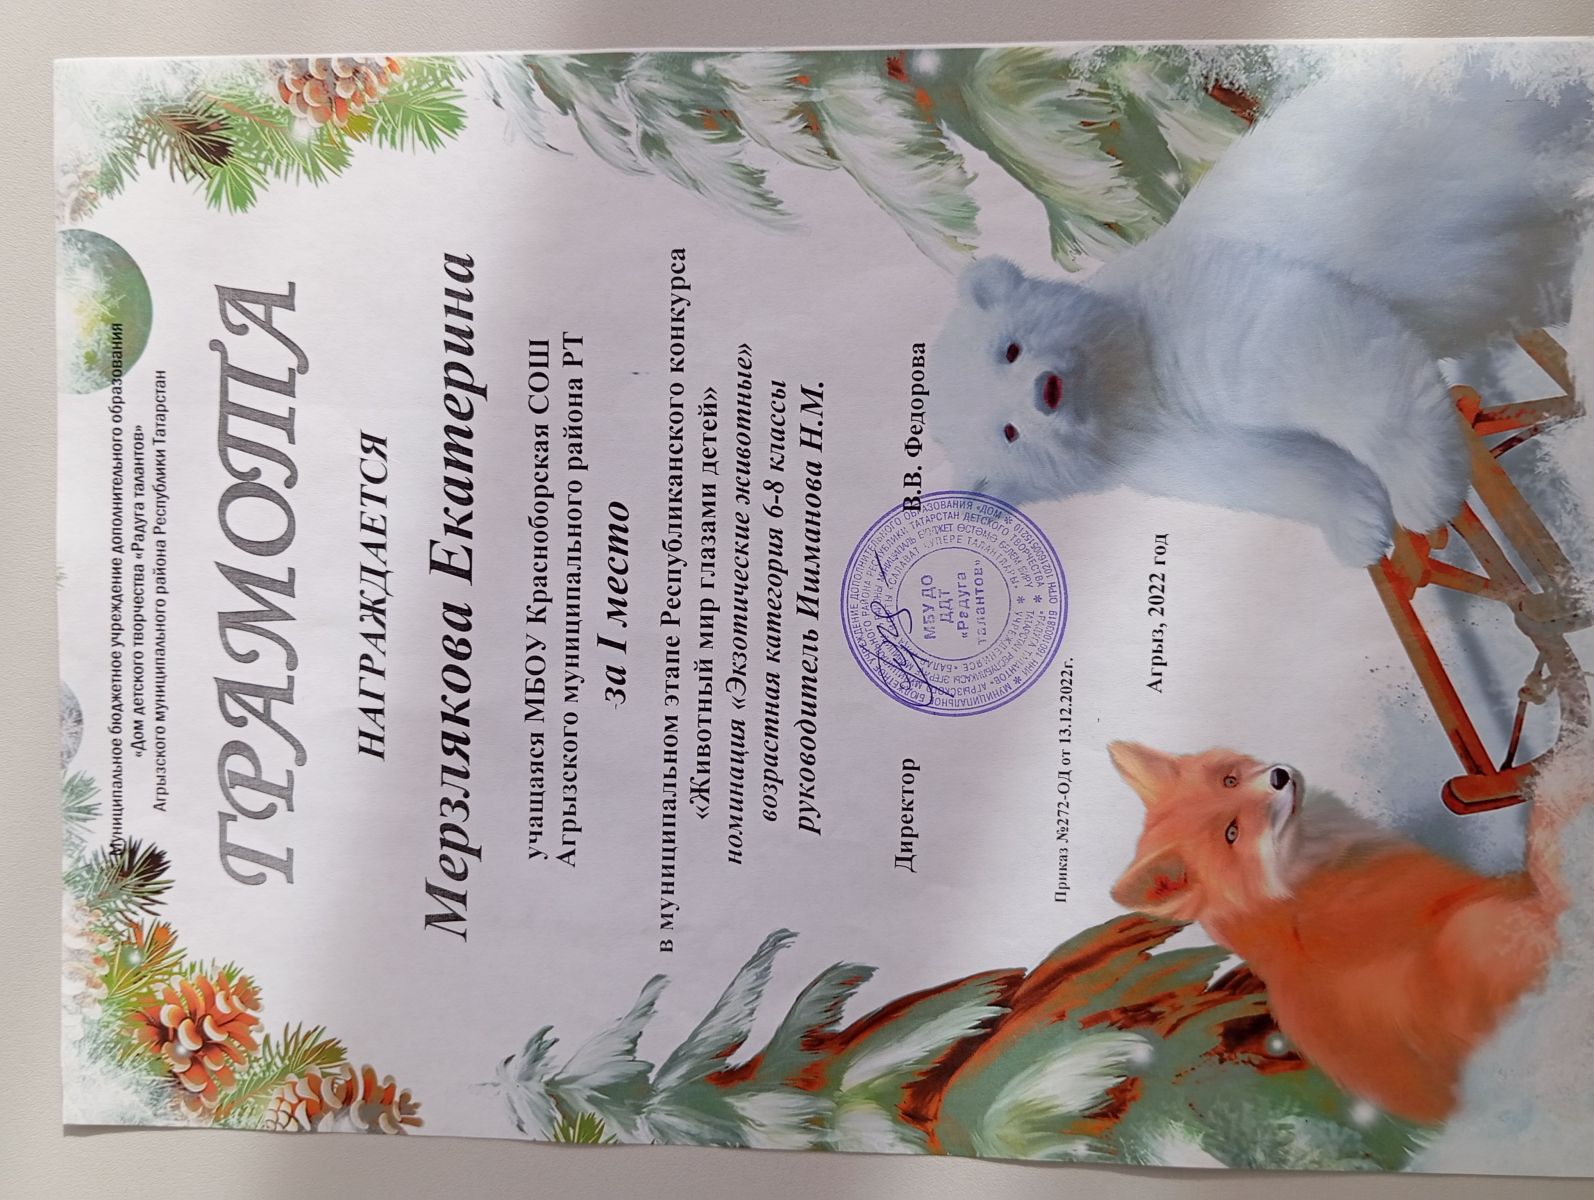 Муниципальное бюджетное учреждение дополнительного образования
«Дом детского творчества «Радуга талантов»
Агрызского муниципального района Республики Татарстан
ГРАМОТА
НАГРАЖДАЕТСЯ
Мерзлякова Екатерина
учащаяся МБОУ Красноборская СОШ
Агрызского муниципального района РТ
за I место
в муниципальном этапе Республиканского конкурса
«Животный мир глазами детей»
номинация «Экзотические животные»
возрастная категория 6-8 классы
руководитель Ишманова Н.М.
Директор В.В. Федорова
МБУ ДО
ДДТ
«Радуга
талантов»
Приказ №272-ОД от 13.12.2022г.
Агрыз, 2022 год